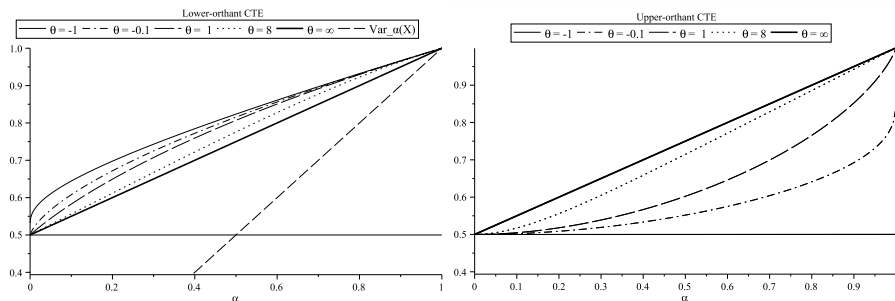 Lower-orthant CTE
θ = -1 θ = -0.1 θ = 1 θ = 8 θ = ∞ Var_α(X)
1.0
0.9
0.8
0.7
0.6
0.5
0.4
0 0.2 0.4 0.6 0.8 1
α
Upper-orthant CTE
θ = -1 θ = -0.1 θ = 1 θ = 8 θ = ∞
1.0
0.9
0.8
0.7
0.6
0.5
0.4
0 0.1 0.2 0.3 0.4 0.5 0.6 0.7 0.8 0.9
α